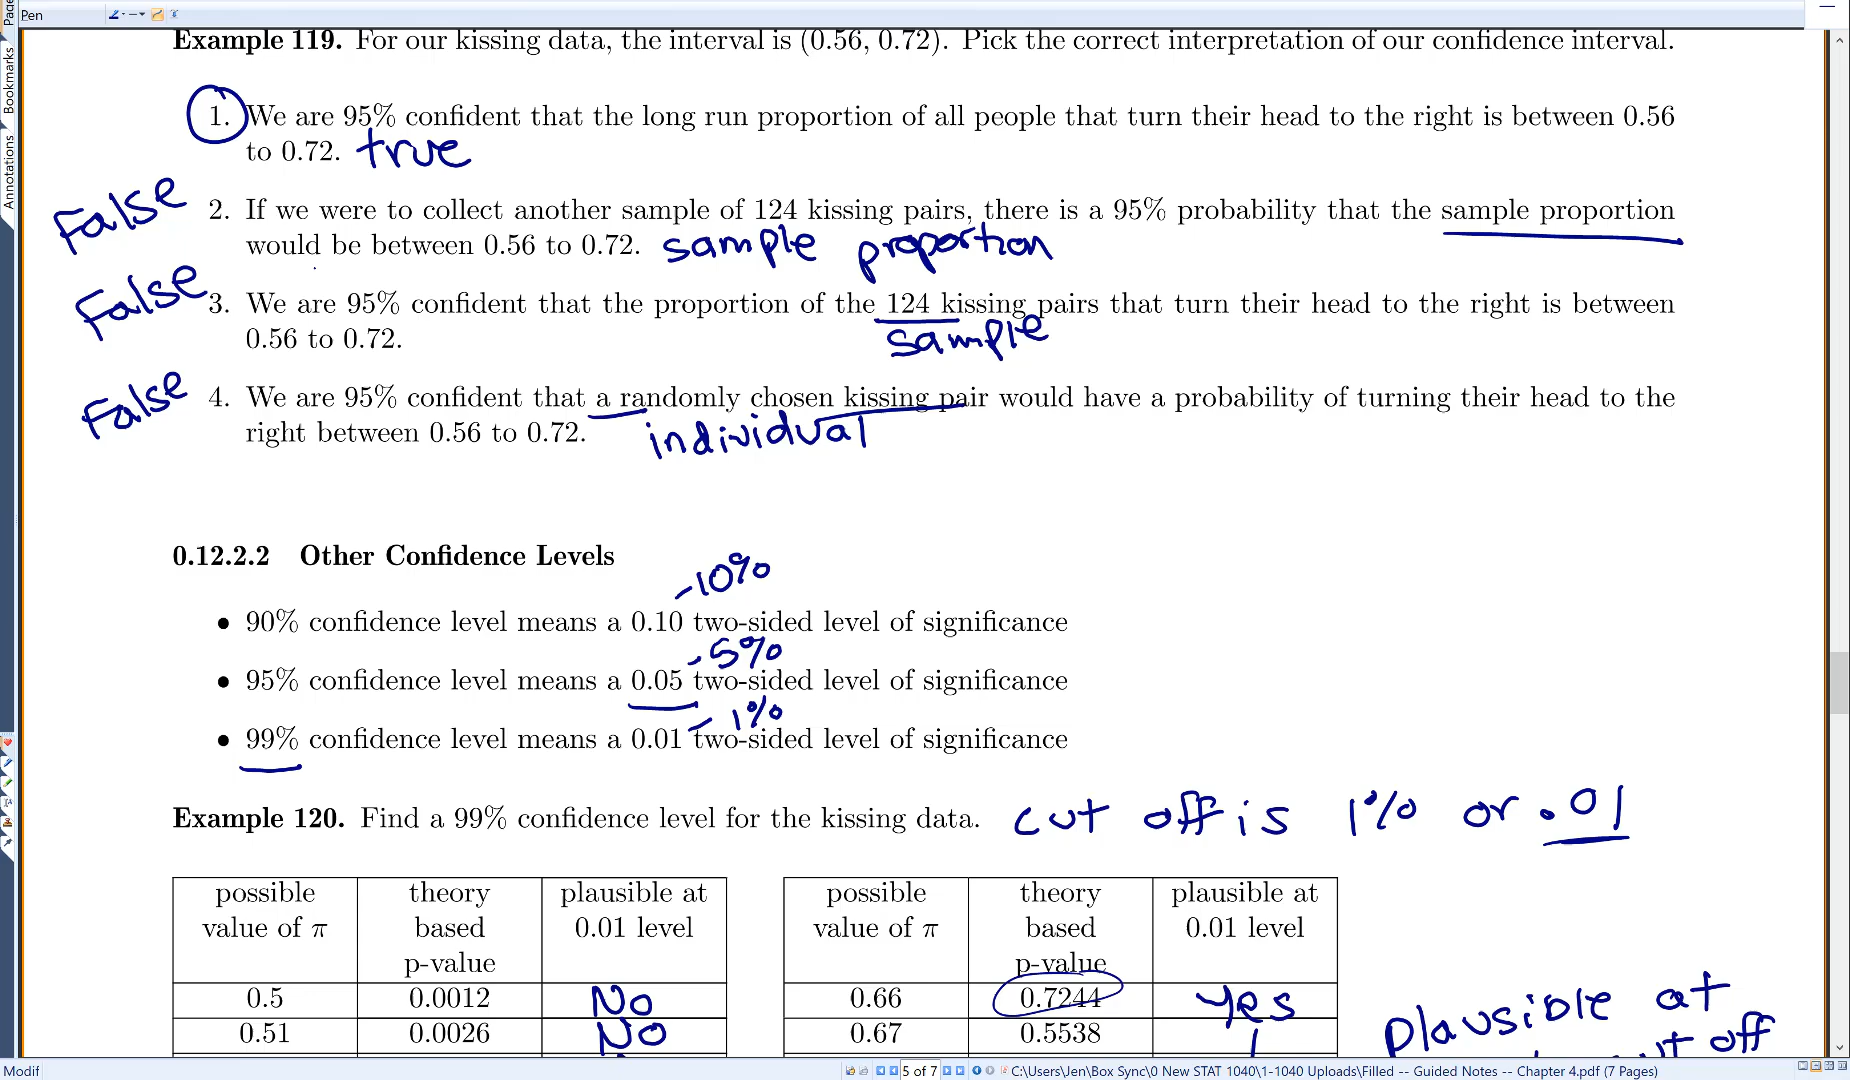 Pen
Page
Bookmarks
Annotations
Example 119. For our kissing data, the interval is (0.56, 0.72). Pick the correct interpretation of our confidence interval.
1. We are 95% confident that the long run proportion of all people that turn their head to the right is between 0.56
to 0.72. true
False
2. If we were to collect another sample of 124 kissing pairs, there is a 95% probability that the sample proportion
would be between 0.56 to 0.72. sample proportion
False
3. We are 95% confident that the proportion of the 124 kissing pairs that turn their head to the right is between
0.56 to 0.72. sample
False
4. We are 95% confident that a randomly chosen kissing pair would have a probability of turning their head to the
right between 0.56 to 0.72. individual
0.12.2.2 Other Confidence Levels
-10%
• 90% confidence level means a 0.10 two-sided level of significance
-5%
• 95% confidence level means a 0.05 two-sided level of significance
- 1%
• 99% confidence level means a 0.01 two-sided level of significance
Example 120. Find a 99% confidence level for the kissing data. cut off is 1% or .01
possible theory plausible at possible theory plausible at
value of π based 0.01 level value of π based 0.01 level
p-value p-value
0.5 0.0012 No 0.66 0.7244 Yes plausible at
0.51 0.0026 No 0.67 0.5538 cut off
Modif 5 of 7 C:\Users\Jen\Box Sync\0 New STAT 1040\1-1040 Uploads\Filled -- Guided Notes -- Chapter 4.pdf (7 Pages)